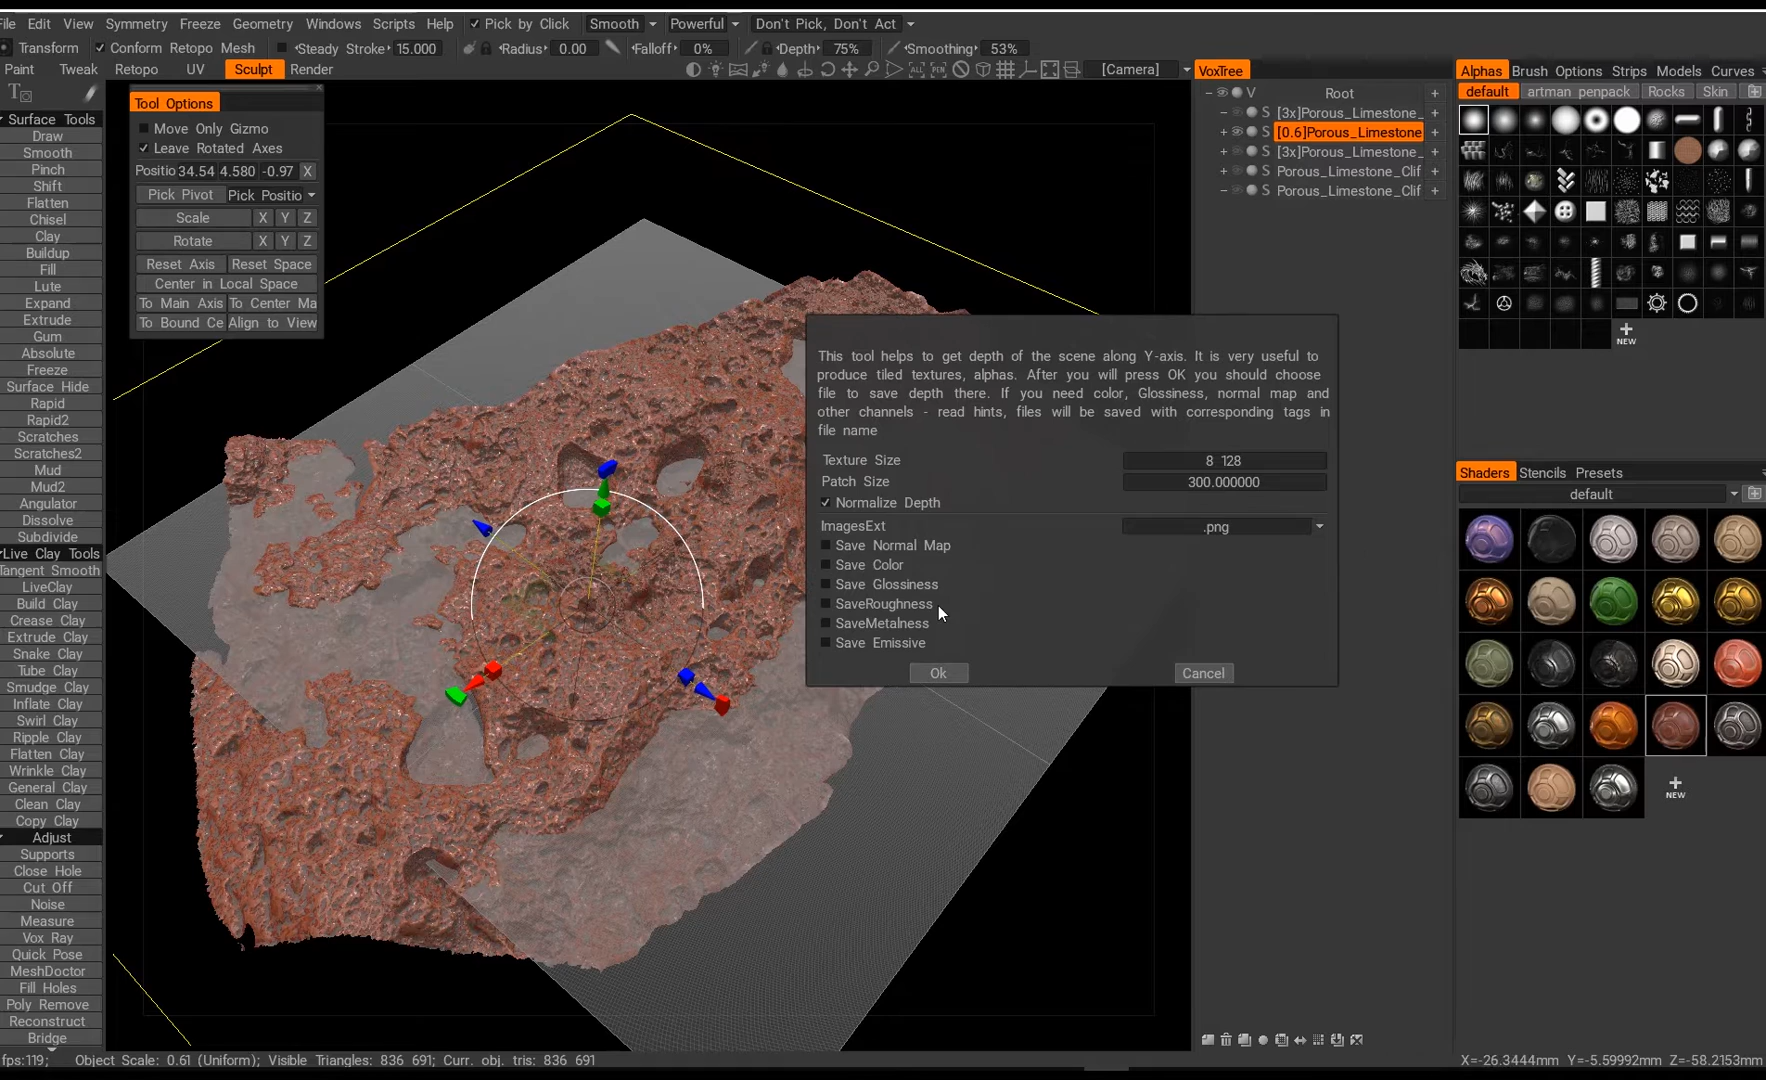 File Edit View Symmetry Freeze Geometry Windows Scripts Help Pick by Click Smooth Powerful Don't Pick, Don't Act
Transform Conform Retopo Mesh Steady Stroke 15.000 Radius 0.00 Falloff 0% Depth 75% Smoothing 53%
Paint Tweak Retopo UV Sculpt Render [Camera]
Surface Tools
Draw
Smooth
Pinch
Shift
Flatten
Chisel
Clay
Buildup
Fill
Lute
Expand
Extrude
Gum
Absolute
Freeze
Surface Hide
Rapid
Rapid2
Scratches
Scratches2
Mud
Mud2
Angulator
Dissolve
Subdivide
Live Clay Tools
Tangent Smooth
LiveClay
Build Clay
Crease Clay
Extrude Clay
Snake Clay
Tube Clay
Smudge Clay
Inflate Clay
Swirl Clay
Ripple Clay
Flatten Clay
Wrinkle Clay
General Clay
Clean Clay
Copy Clay
Adjust
Supports
Close Hole
Cut Off
Noise
Measure
Vox Ray
Quick Pose
MeshDoctor
Fill Holes
Poly Remove
Reconstruct
Bridge
Tool Options
Move Only Gizmo
Leave Rotated Axes
Positio 34.54 4.580 -0.97 X
Pick Pivot Pick Positio
Scale X Y Z
Rotate X Y Z
Reset Axis Reset Space
Center in Local Space
To Main Axis To Center Ma
To Bound Ce Align to View
This tool helps to get depth of the scene along Y-axis. It is very useful to
produce tiled textures, alphas. After you will press OK you should choose
file to save depth there. If you need color, Glossiness, normal map and
other channels - read hints, files will be saved with corresponding tags in
file name
Texture Size 8 128
Patch Size 300.000000
Normalize Depth
ImagesExt .png
Save Normal Map
Save Color
Save Glossiness
SaveRoughness
SaveMetalness
Save Emissive
Ok Cancel
VoxTree
V Root +
S [3x]Porous_Limestone_ +
S [0.6]Porous_Limestone +
S [3x]Porous_Limestone_ +
S Porous_Limestone_Clif +
S Porous_Limestone_Clif +
Alphas Brush Options Strips Models Curves
default artman penpack Rocks Skin
NEW
Shaders Stencils Presets
default
NEW
fps:119; Object Scale: 0.61 (Uniform); Visible Triangles: 836 691; Curr. obj. tris: 836 691
X=-26.3444mm Y=-5.59992mm Z=-58.2153mm